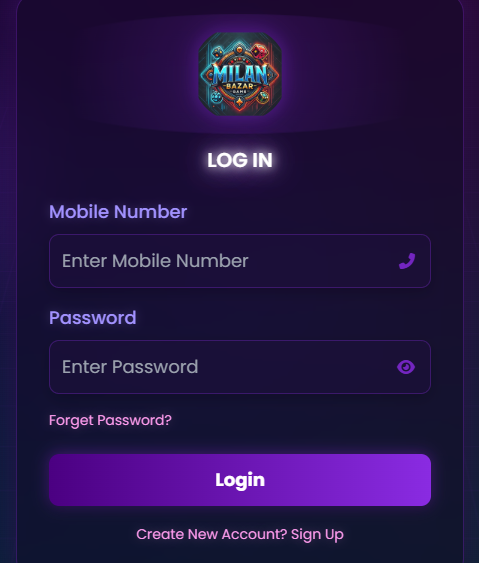 MILAN
BAZAR
GAME
LOG IN
Mobile Number
Enter Mobile Number
Password
Enter Password
Forget Password?
Login
Create New Account? Sign Up